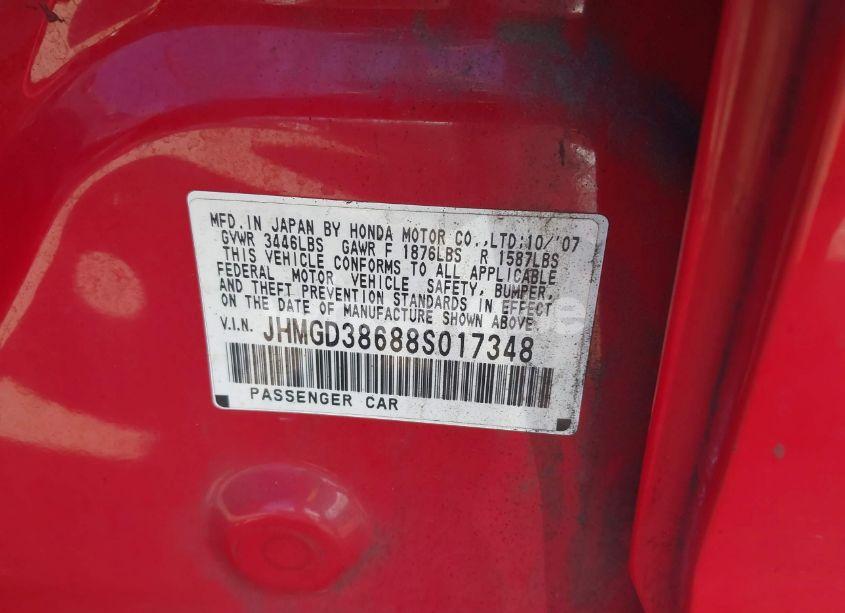 MFD.IN JAPAN BY HONDA MOTOR CO.,LTD;10/'07
GVWR 3446LBS GAWR F 1876LBS R 1587LBS
THIS VEHICLE CONFORMS TO ALL APPLICABLE
FEDERAL MOTOR VEHICLE SAFETY, BUMPER,
AND THEFT PREVENTION STANDARDS IN EFFECT
ON THE DATE OF MANUFACTURE SHOWN ABOVE.
V.I.N. JHMGD38688S017348
PASSENGER CAR